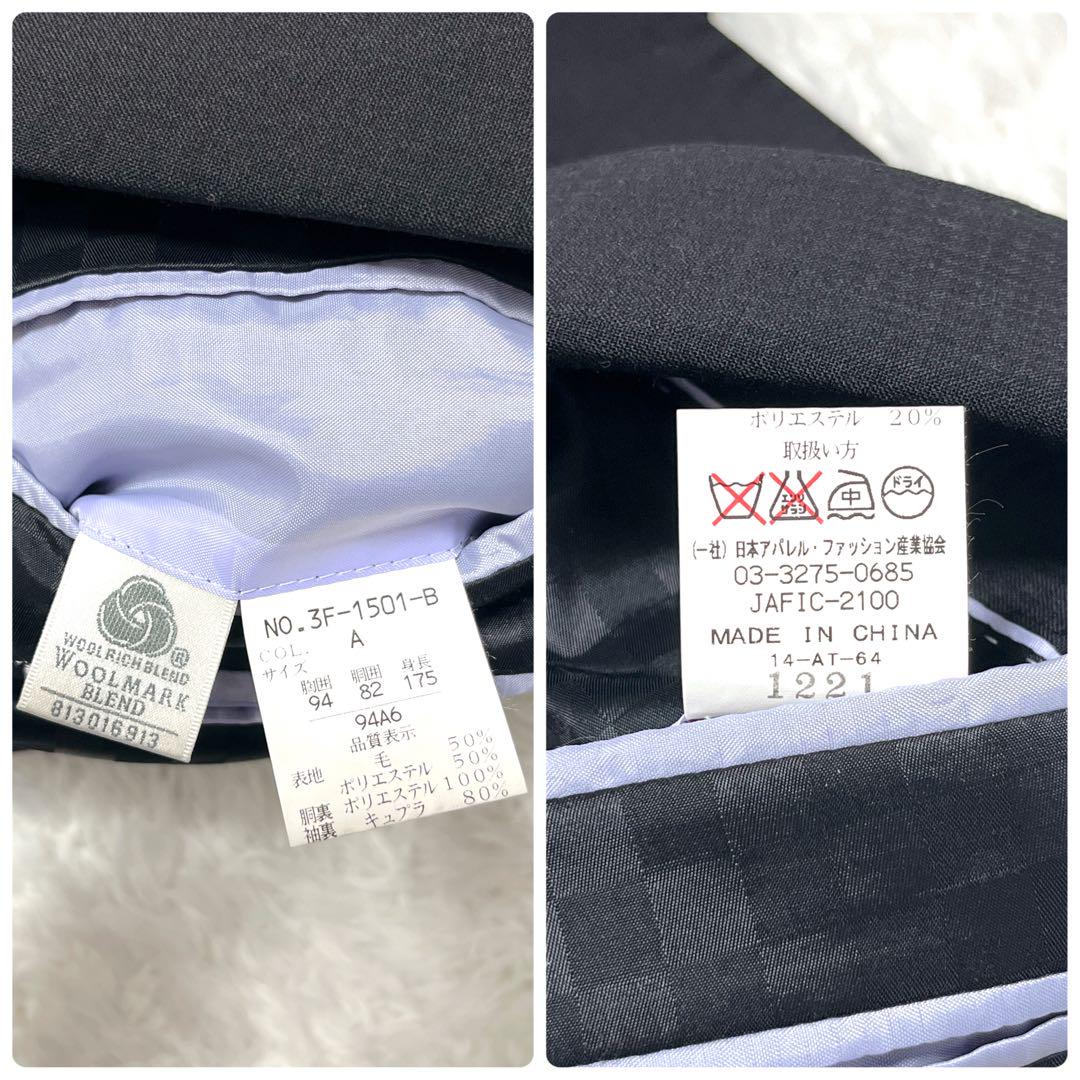 WOOLRICHBLEND ®
WOOLMARK
BLEND
813016913
NO.3F-1501-B
COL. A
サイズ
胸囲 胴囲 身長
94 82 175
94A6
品質表示
表地 毛 50%
ポリエステル 50%
胴裏 ポリエステル 100%
袖裏 キュプラ 80%
ポリエステル 20%
取扱い方
エンソ
サラシ
中
ドライ
(一社) 日本アパレル・ファッション産業協会
03-3275-0685
JAFIC-2100
MADE IN CHINA
14-AT-64
1221